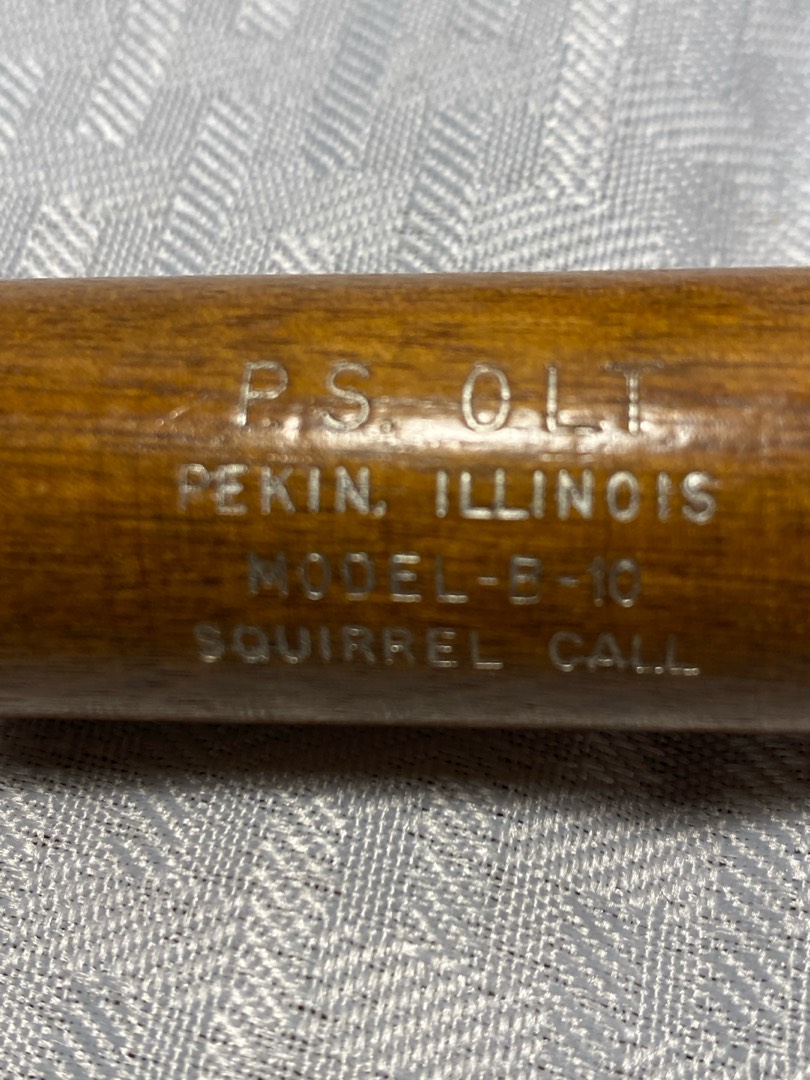 P.S. OLT
PEKIN, ILLINOIS
MODEL-B-10
SQUIRREL CALL